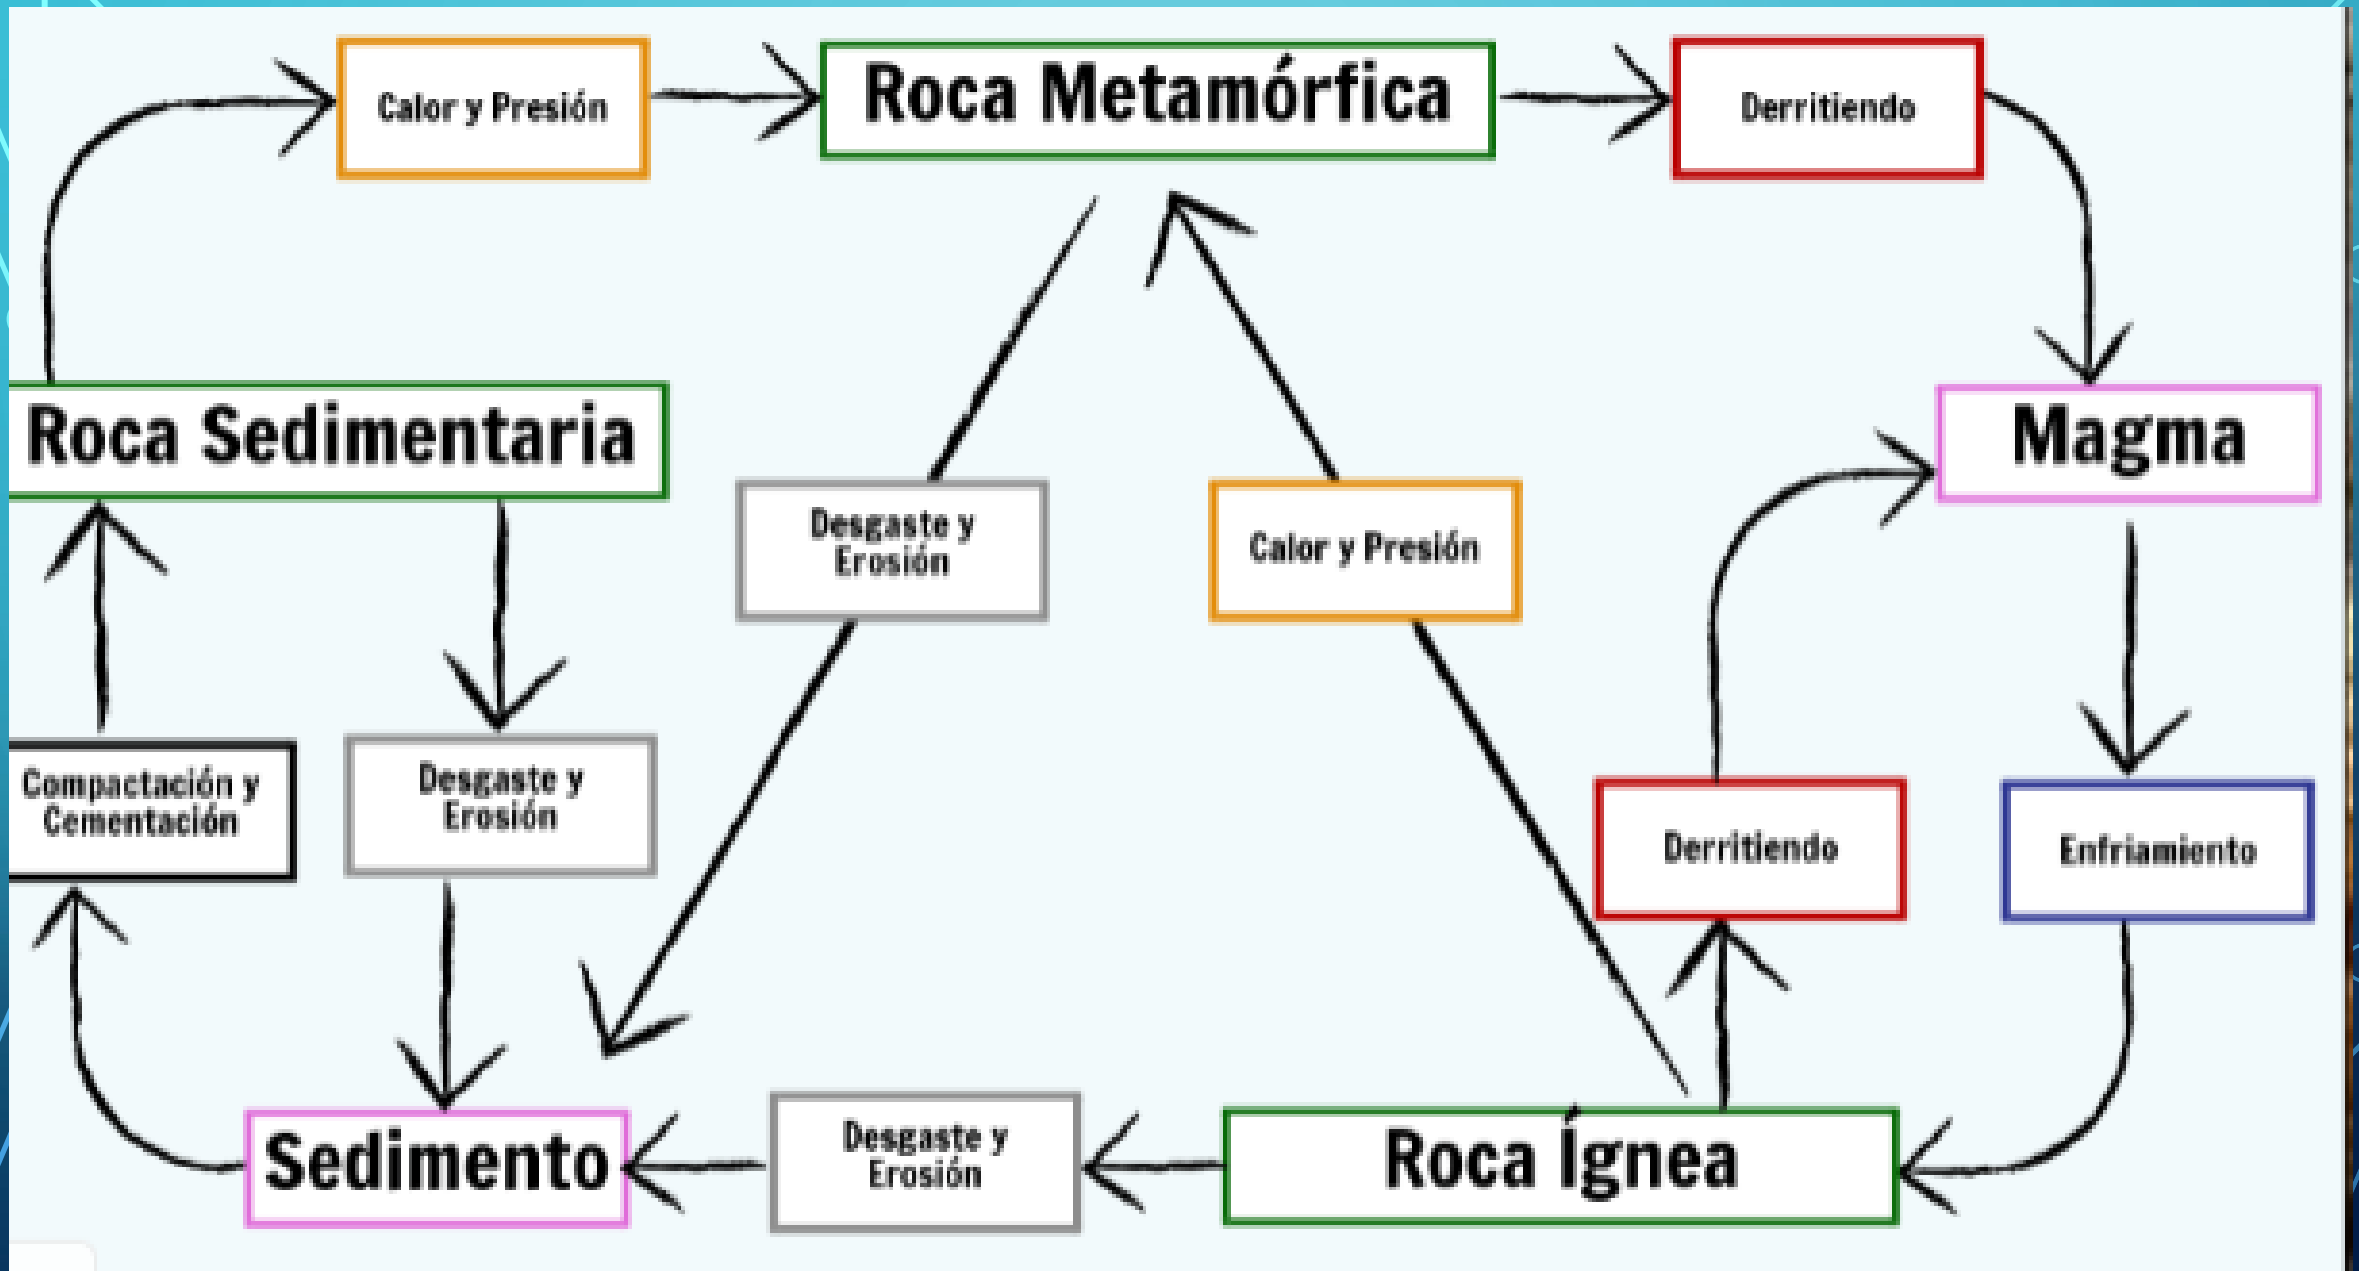 Calor y Presión
Roca Metamórfica
Derritiendo
Roca Sedimentaria
Magma
Desgaste y
Erosión
Calor y Presión
Compactación y
Cementación
Desgaste y
Erosión
Derritiendo
Enfriamiento
Sedimento
Desgaste y
Erosión
Roca Ígnea